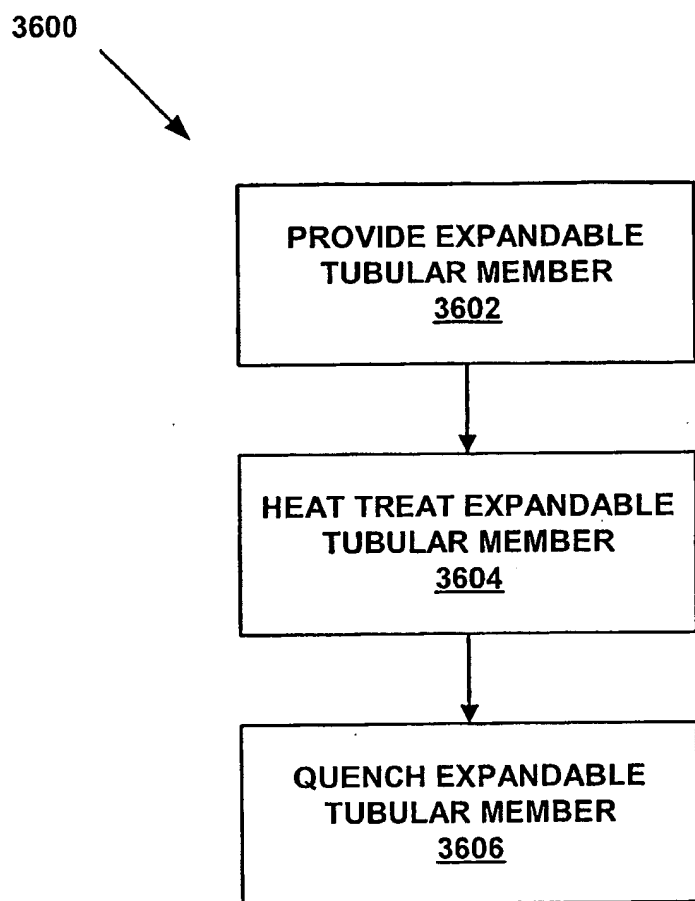 3600
PROVIDE EXPANDABLE
TUBULAR MEMBER
3602
HEAT TREAT EXPANDABLE
TUBULAR MEMBER
3604
QUENCH EXPANDABLE
TUBULAR MEMBER
3606